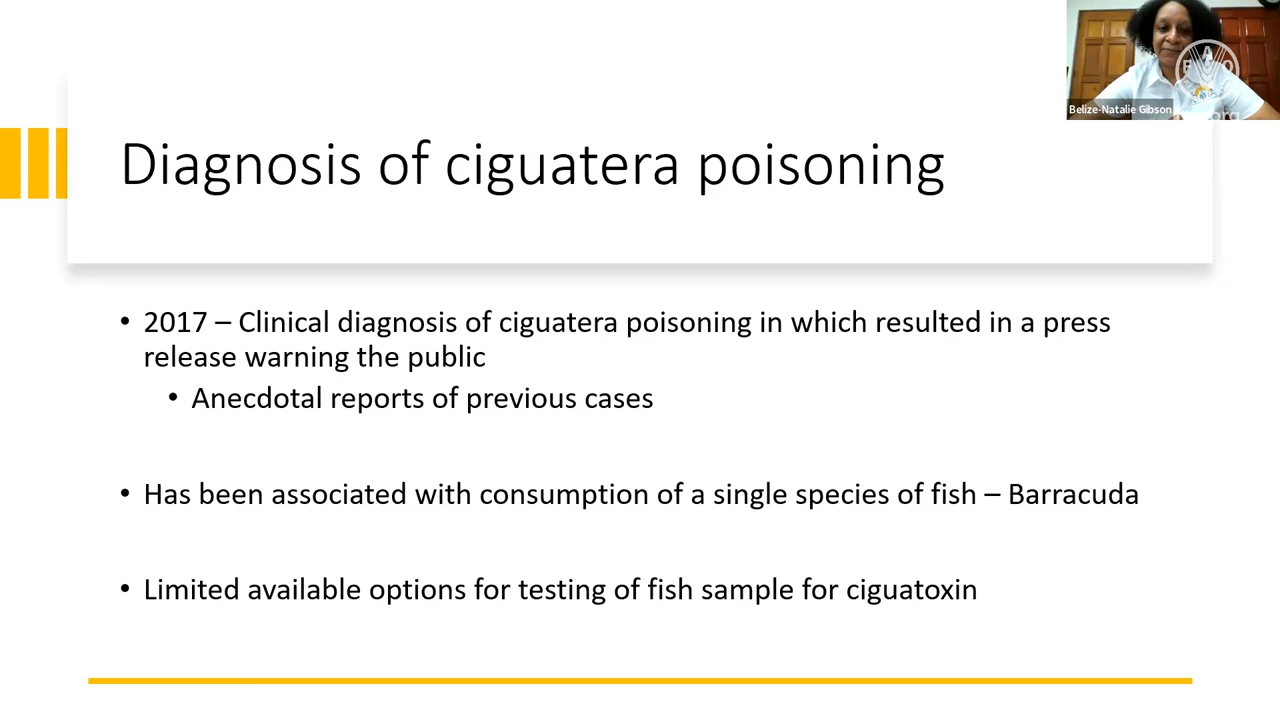 Belize-Natalie Gibson
Diagnosis of ciguatera poisoning
• 2017 – Clinical diagnosis of ciguatera poisoning in which resulted in a press
release warning the public
• Anecdotal reports of previous cases
• Has been associated with consumption of a single species of fish – Barracuda
• Limited available options for testing of fish sample for ciguatoxin